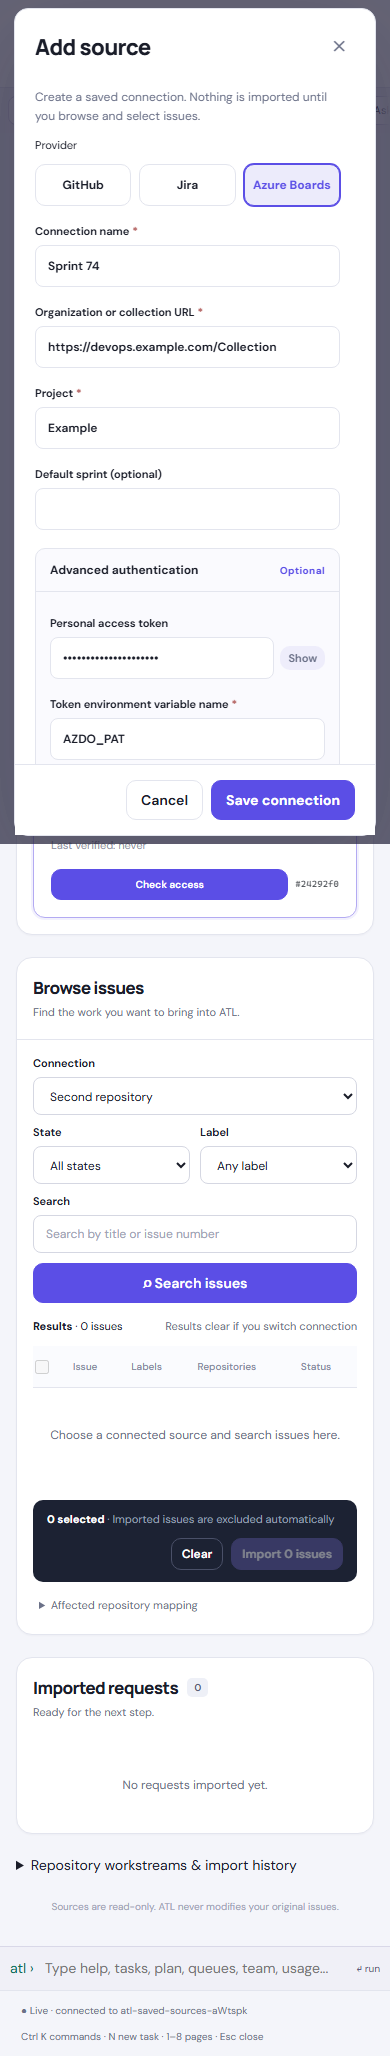 Add source
Create a saved connection. Nothing is imported until
you browse and select issues.
Provider
GitHub
Jira
Azure Boards
Connection name *
Sprint 74
Organization or collection URL *
https://devops.example.com/Collection
Project *
Example
Default sprint (optional)
Advanced authentication
Optional
Personal access token
•••••••••••••••••••••
Show
Token environment variable name *
AZDO_PAT
Cancel
Save connection
Last verified: never
Check access
#24292f0
Browse issues
Find the work you want to bring into ATL.
Connection
Second repository
State
Label
All states
Any label
Search
Search by title or issue number
Search issues
Results · 0 issues
Results clear if you switch connection
Issue
Labels
Repositories
Status
Choose a connected source and search issues here.
0 selected · Imported issues are excluded automatically
Clear
Import 0 issues
▶ Affected repository mapping
Imported requests 0
Ready for the next step.
No requests imported yet.
▶ Repository workstreams & import history
Sources are read-only. ATL never modifies your original issues.
atl › Type help, tasks, plan, queues, team, usage...
↵ run
● Live · connected to atl-saved-sources-aWtspk
Ctrl K commands · N new task · 1–8 pages · Esc close